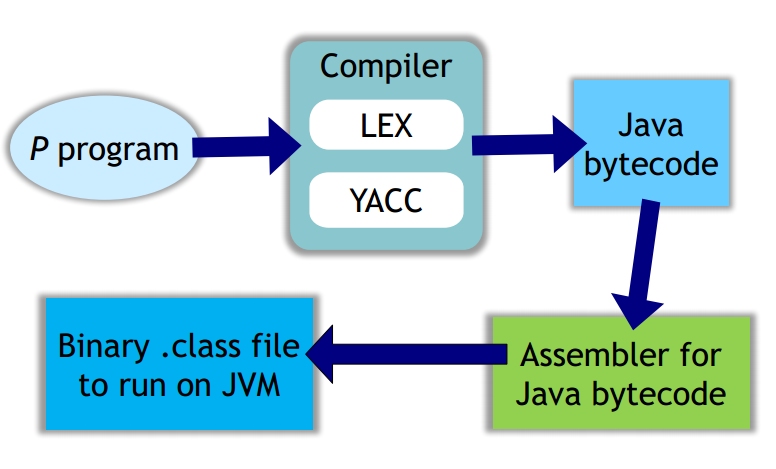 Compiler
P program
LEX
YACC
Java
bytecode
Assembler for
Java bytecode
Binary .class file
to run on JVM